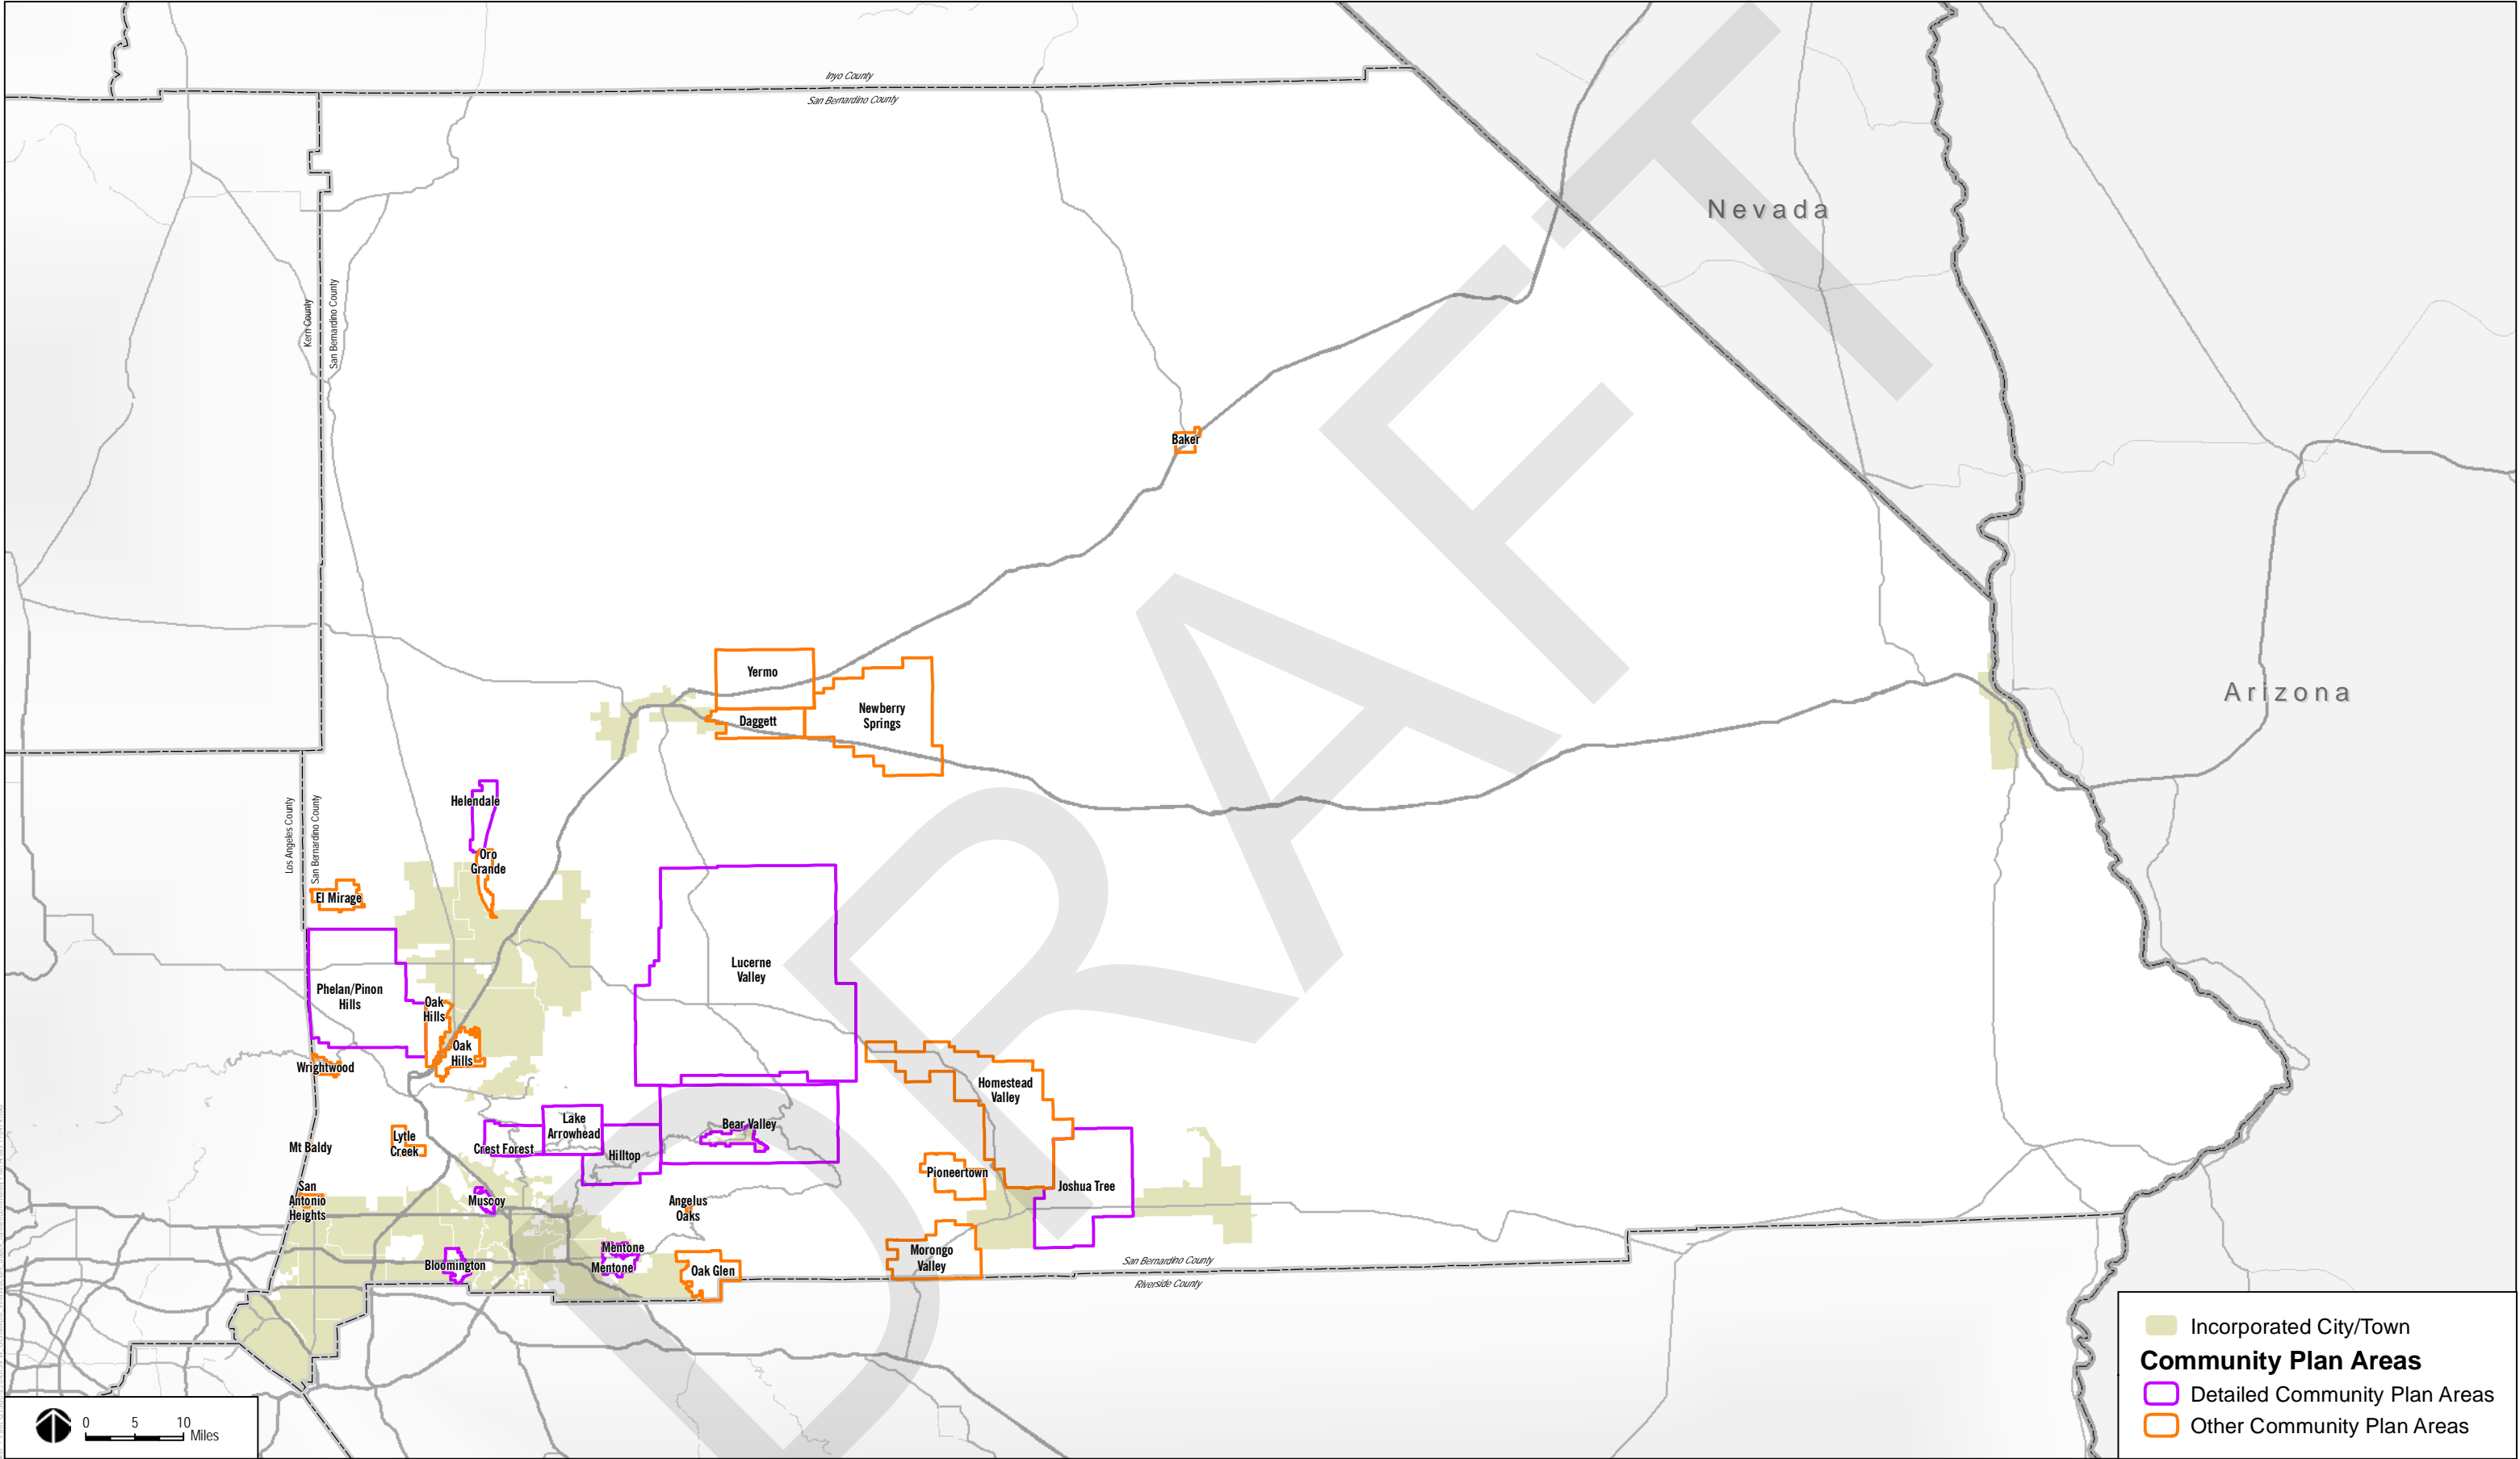 Inyo County
San Bernardino County
Nevada
Kern County
San Bernardino County
Baker
Yermo
Daggett
Newberry
Springs
Arizona
Helendale
Los Angeles County
San Bernardino County
Oro
Grande
El Mirage
Lucerne
Valley
Phelan/Pinon
Hills
Oak
Hills
Oak
Hills
Wrightwood
Homestead
Valley
Lake
Arrowhead
Bear Valley
Lytle
Creek
Mt Baldy
Crest Forest
Hilltop
Pioneertown
Joshua Tree
San
Antonio
Heights
Muscoy
Angelus
Oaks
Mentone
Mentone
Bloomington
Oak Glen
Morongo
Valley
San Bernardino County
Riverside County
DRAFT
0 5 10
Miles
Incorporated City/Town
Community Plan Areas
Detailed Community Plan Areas
Other Community Plan Areas